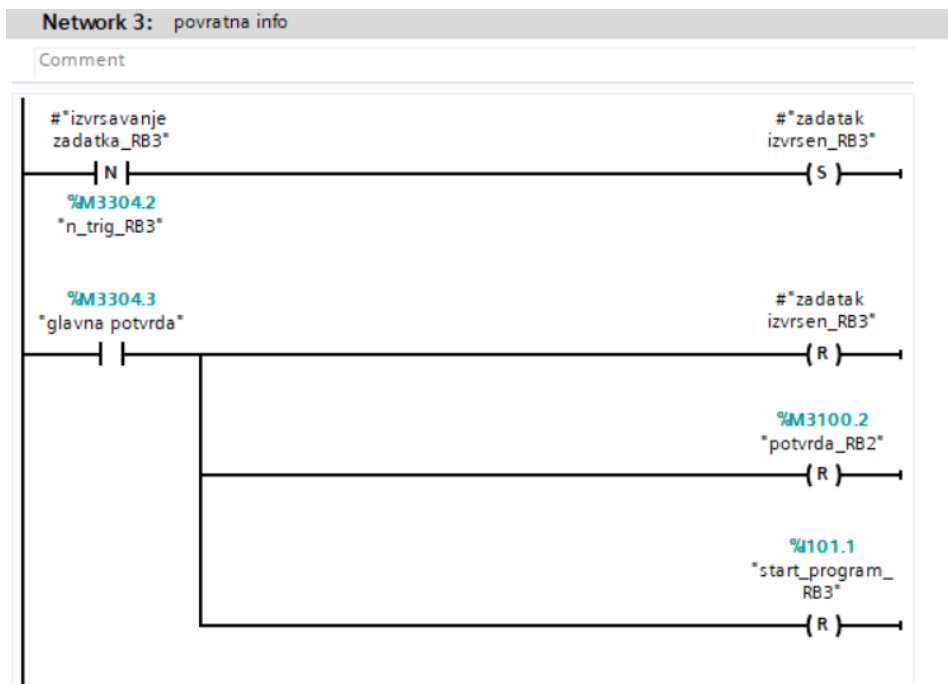 Network 3: povratna info
Comment
#"izvrsavanje
zadatka_RB3"
N
%M3304.2
"n_trig_RB3"
#"zadatak
izvrsen_RB3"
S
%M3304.3
"glavna potvrda"
#"zadatak
izvrsen_RB3"
R
%M3100.2
"potvrda_RB2"
R
%I101.1
"start_program_
RB3"
R